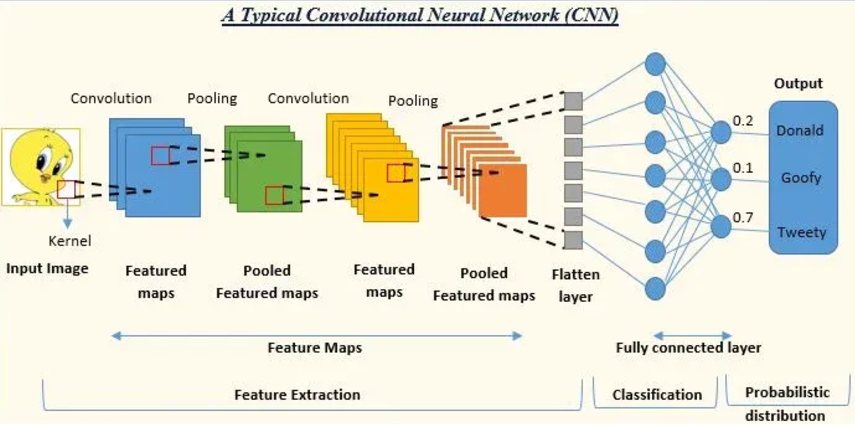 A Typical Convolutional Neural Network (CNN)
Output
Convolution Pooling Convolution Pooling
0.2 Donald
0.1 Goofy
0.7 Tweety
Kernel
Input Image
Featured
maps
Pooled
Featured maps
Featured
maps
Pooled
Featured maps
Flatten
layer
Feature Maps
Fully connected layer
Feature Extraction
Classification
Probabilistic
distribution